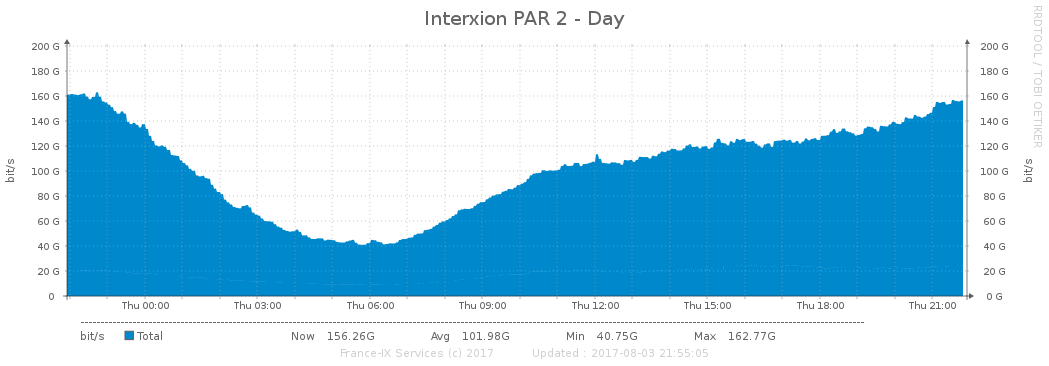 Interxion PAR 2 - Day
RRDTOOL / TOBI OETIKER
200 G 200 G
180 G 180 G
160 G 160 G
140 G 140 G
120 G 120 G
100 G 100 G
80 G 80 G
60 G 60 G
40 G 40 G
20 G 20 G
0 0 G
bit/s bit/s
Thu 00:00 Thu 03:00 Thu 06:00 Thu 09:00 Thu 12:00 Thu 15:00 Thu 18:00 Thu 21:00
bit/s Total Now 156.26G Avg 101.98G Min 40.75G Max 162.77G
France-IX Services (c) 2017 Updated : 2017-08-03 21:55:05